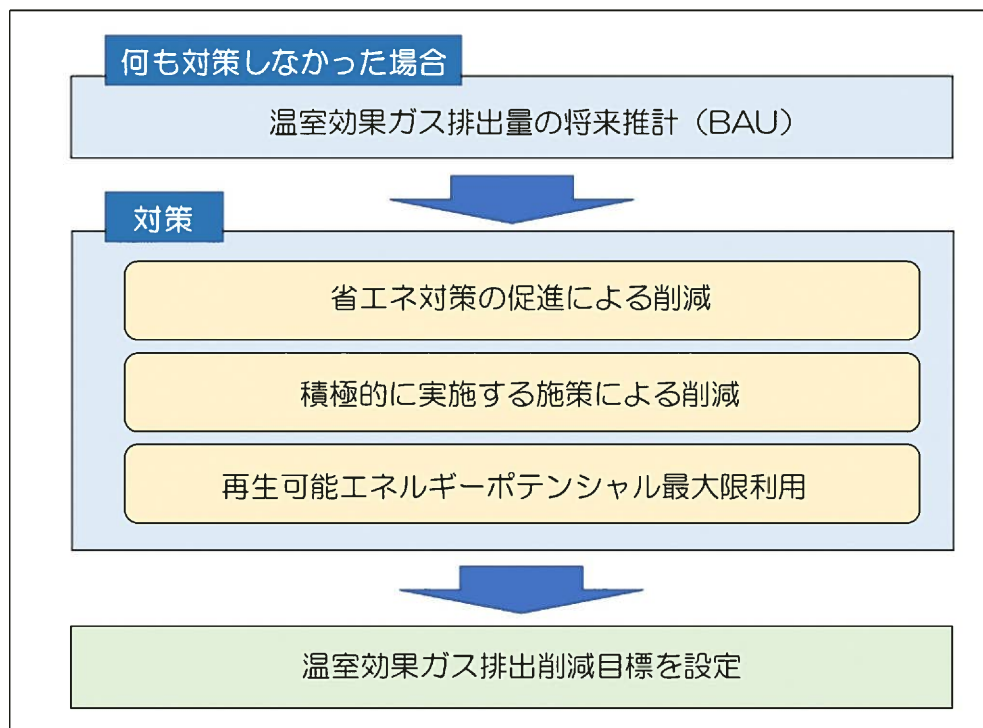 何も対策しなかった場合
温室効果ガス排出量の将来推計（BAU）
対策
省エネ対策の促進による削減
積極的に実施する施策による削減
再生可能エネルギーポテンシャル最大限利用
温室効果ガス排出削減目標を設定